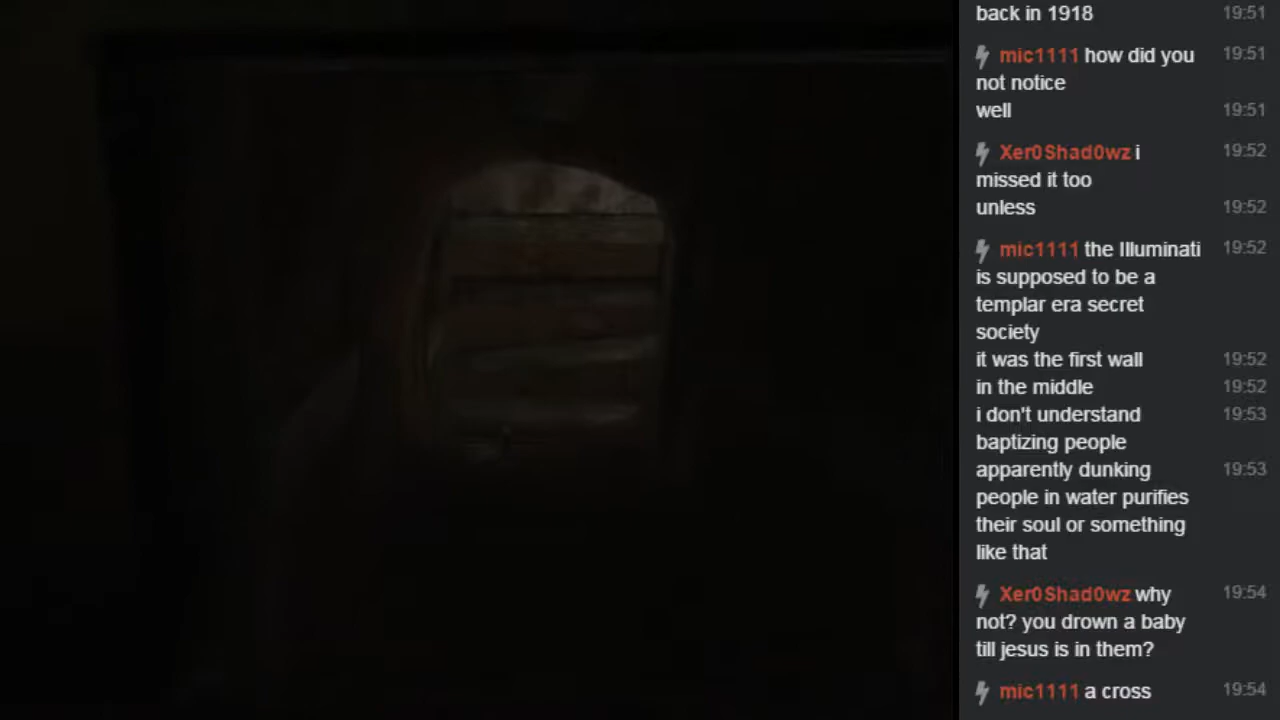 back in 1918 19:51
mic1111 how did you 19:51
not notice
well 19:51
Xer0Shad0wz i 19:52
missed it too
unless 19:52
mic1111 the Illuminati 19:52
is supposed to be a
templar era secret
society
it was the first wall 19:52
in the middle 19:52
i don't understand 19:53
baptizing people
apparently dunking 19:53
people in water purifies
their soul or something
like that
Xer0Shad0wz why 19:54
not? you drown a baby
till jesus is in them?
mic1111 a cross 19:54